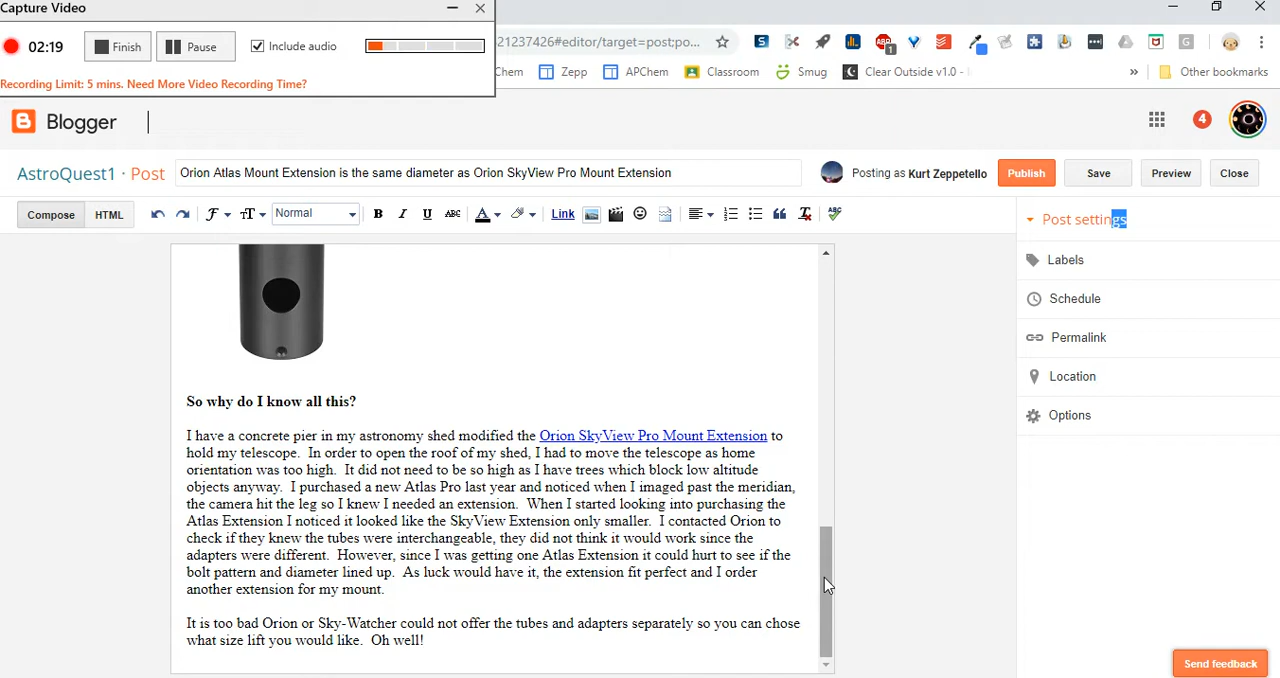 Capture Video
02:19
Finish
Pause
Include audio
Recording Limit: 5 mins. Need More Video Recording Time?
21237426#editor/target=post;po...
Chem
Zepp
APChem
Classroom
Smug
Clear Outside v1.0 -
»
Other bookmarks
Blogger
4
AstroQuest1 · Post
Orion Atlas Mount Extension is the same diameter as Orion SkyView Pro Mount Extension
Posting as Kurt Zeppetello
Publish
Save
Preview
Close
Compose
HTML
Normal
B
I
U
ABC
A
Link
Post settings
Labels
Schedule
Permalink
Location
Options
So why do I know all this?
I have a concrete pier in my astronomy shed modified the Orion SkyView Pro Mount Extension to
hold my telescope.  In order to open the roof of my shed, I had to move the telescope as home
orientation was too high.  It did not need to be so high as I have trees which block low altitude
objects anyway.  I purchased a new Atlas Pro last year and noticed when I imaged past the meridian,
the camera hit the leg so I knew I needed an extension.  When I started looking into purchasing the
Atlas Extension I noticed it looked like the SkyView Extension only smaller.  I contacted Orion to
check if they knew the tubes were interchangeable, they did not think it would work since the
adapters were different.  However, since I was getting one Atlas Extension it could hurt to see if the
bolt pattern and diameter lined up.  As luck would have it, the extension fit perfect and I order
another extension for my mount.
It is too bad Orion or Sky-Watcher could not offer the tubes and adapters separately so you can chose
what size lift you would like.  Oh well!
Send feedback